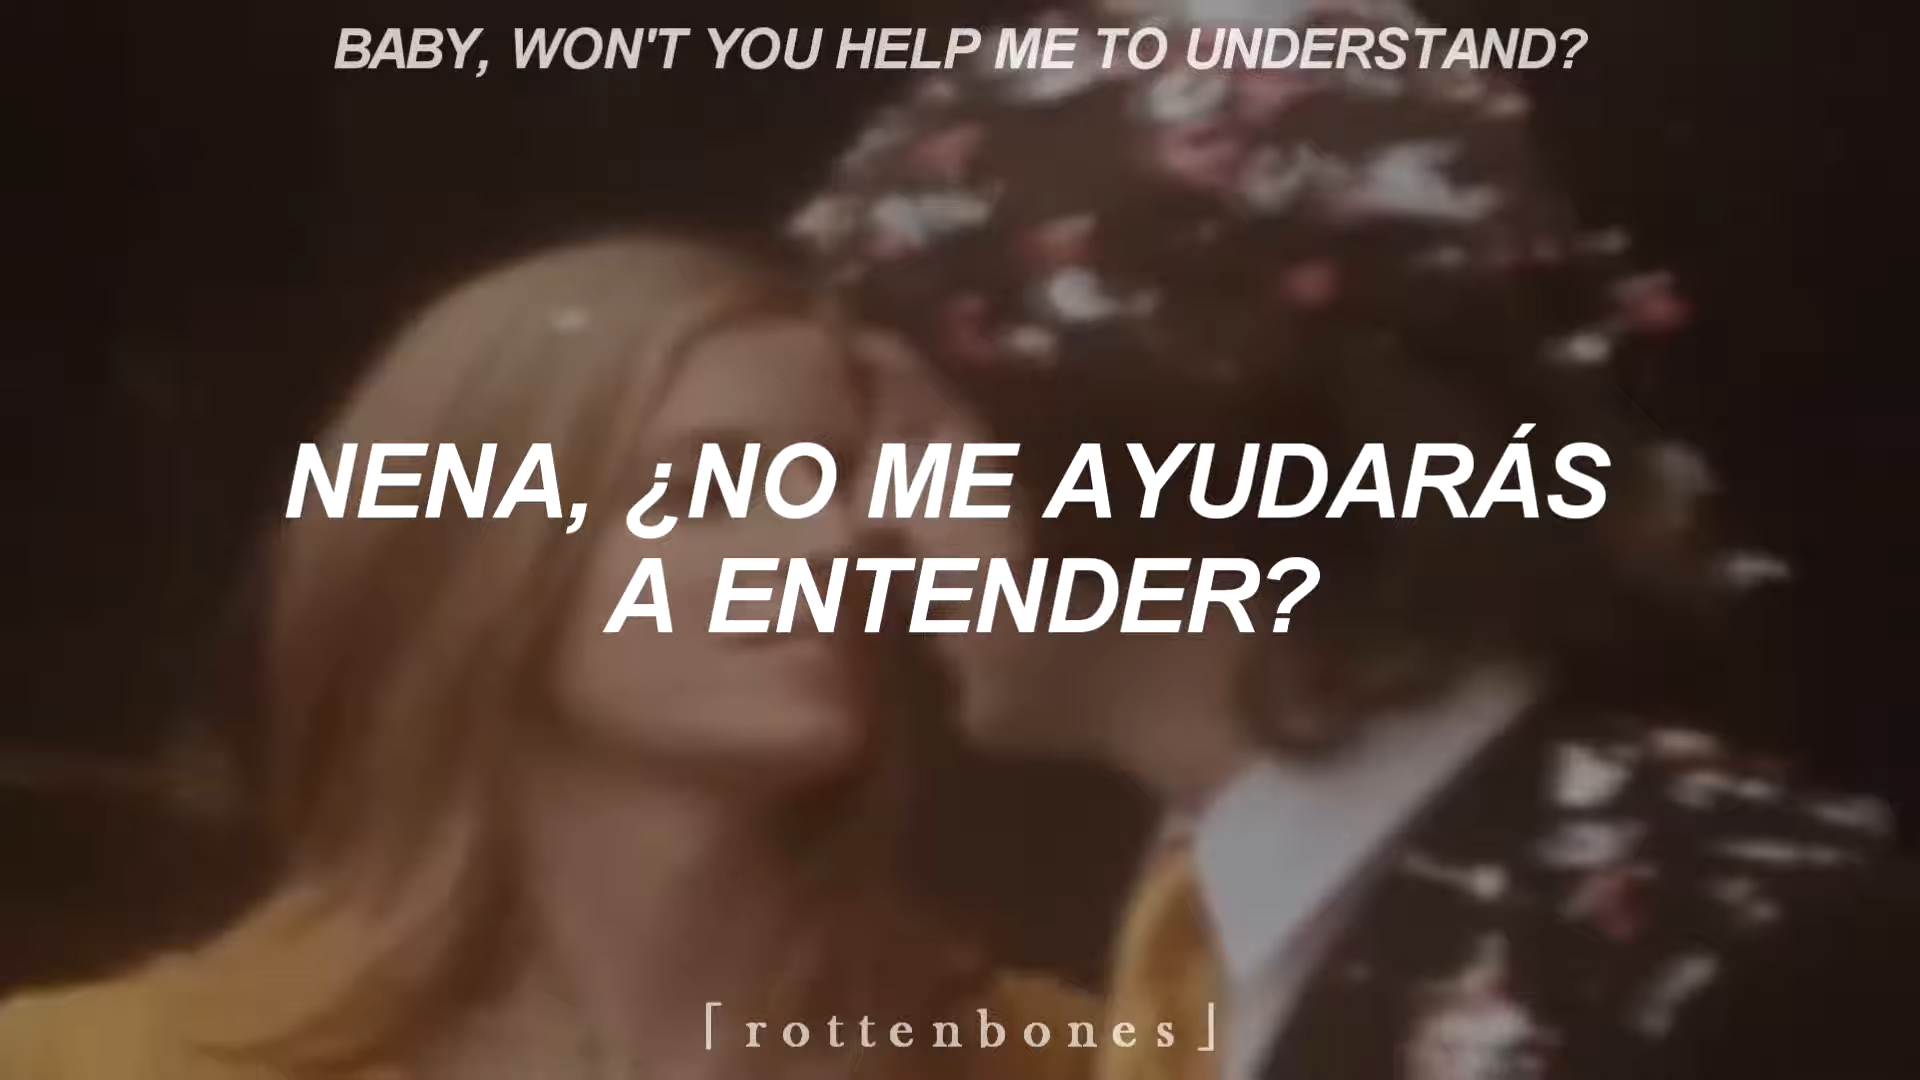 BABY, WON'T YOU HELP ME TO UNDERSTAND?
NENA, ¿NO ME AYUDARÁS
A ENTENDER?
「rottenbones」